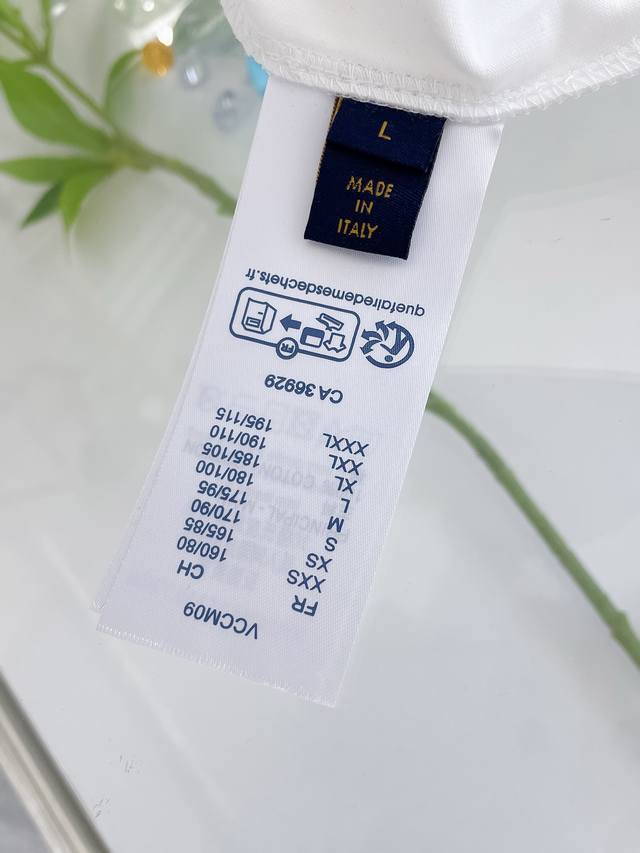 L
MADE
IN
ITALY
VCCM09
FR CH
XXS 160/80
XS 165/85
S 170/90
M 175/95
L 180/100
XL 185/105
XXL 190/110
XXXL 195/115
CA 36929
FR
quefairedemesdechets.fr